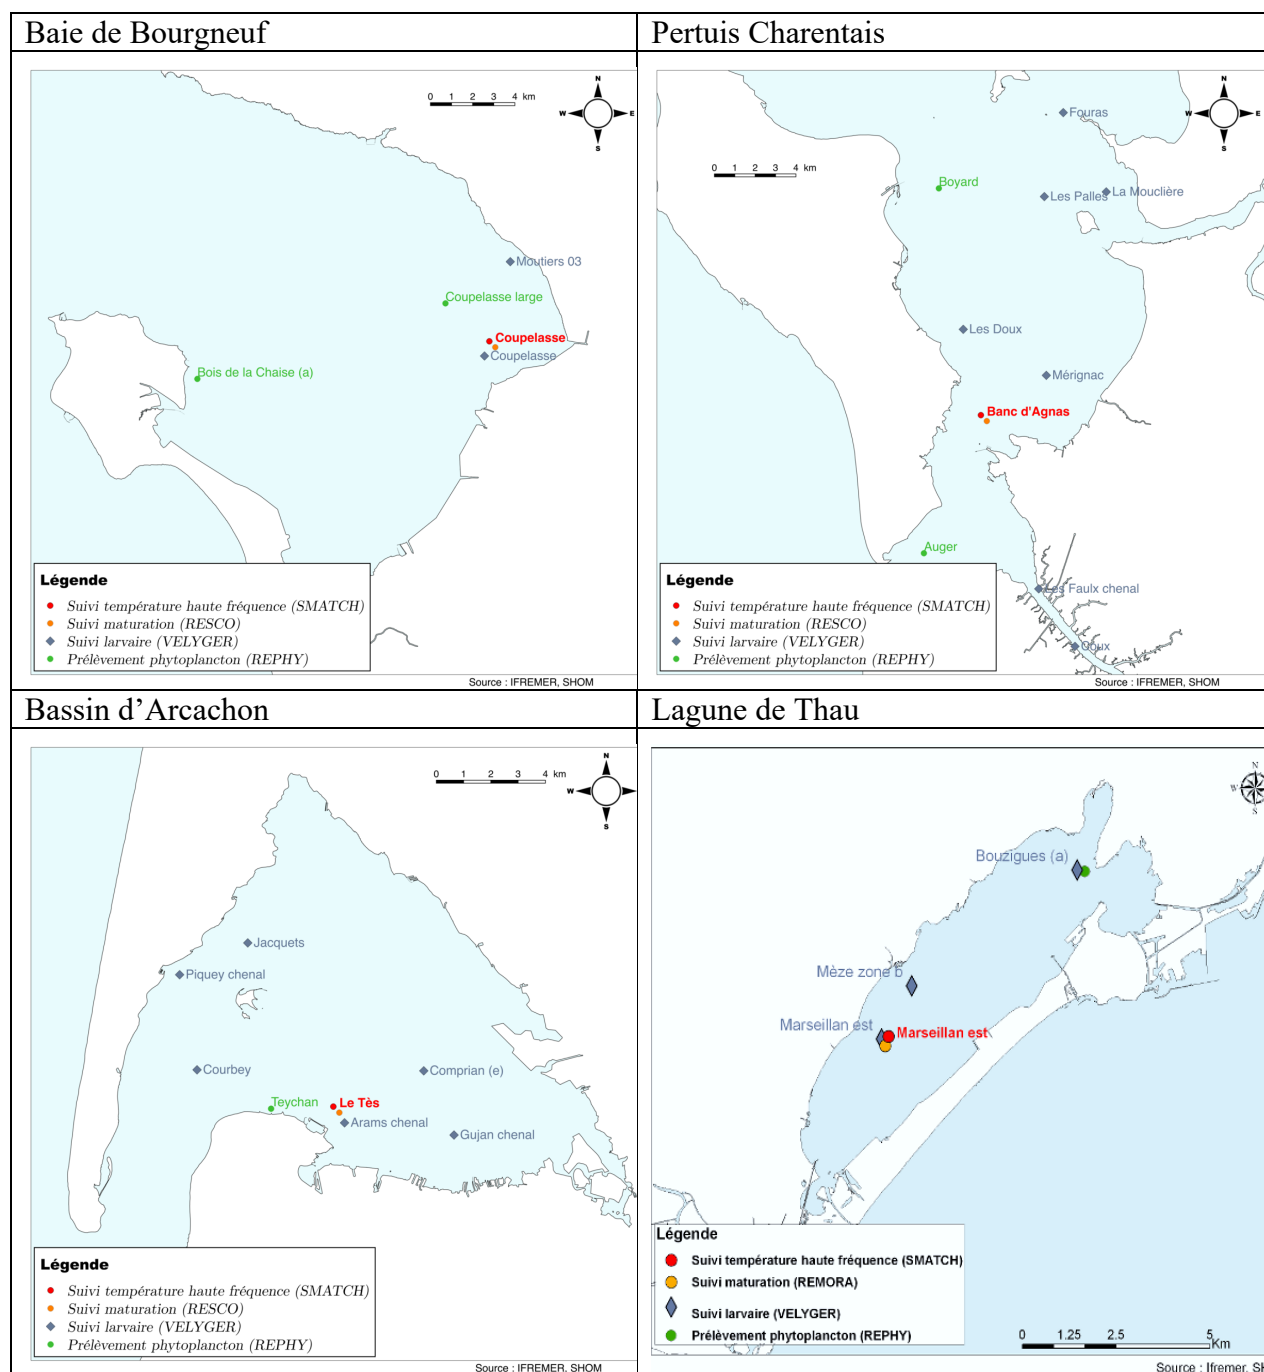 Baie de Bourgneuf
Pertuis Charentais
N
0 1 2 3 4 km
W E
S
Moutiers 03
Coupelasse large
Coupelasse
Coupelasse
Bois de la Chaise (a)
Légende
Suivi température haute fréquence (SMATCH)
Suivi maturation (RESCO)
Suivi larvaire (VELYGER)
Prélèvement phytoplancton (REPHY)
Source : IFREMER, SHOM
N
Fouras
W E
S
0 1 2 3 4 km
Boyard
Les Palles
La Mouclière
Les Doux
Mérignac
Banc d'Agnas
Auger
Les Faulx chenal
Coux
Légende
Suivi température haute fréquence (SMATCH)
Suivi maturation (RESCO)
Suivi larvaire (VELYGER)
Prélèvement phytoplancton (REPHY)
Source : IFREMER, SHOM
Bassin d’Arcachon
Lagune de Thau
N
0 1 2 3 4 km
W
S
Jacquets
Piquey chenal
Courbey
Comprian (e)
Teychan
Le Tès
Arams chenal
Gujan chenal
Légende
Suivi température haute fréquence (SMATCH)
Suivi maturation (RESCO)
Suivi larvaire (VELYGER)
Prélèvement phytoplancton (REPHY)
Source : IFREMER, SHOM
N
W
S
Bouzigues (a)
Mèze zone b
Marseillan est
Marseillan est
Légende
Suivi température haute fréquence (SMATCH)
Suivi maturation (REMORA)
Suivi larvaire (VELYGER)
Prélèvement phytoplancton (REPHY)
0 1.25 2.5 5 Km
Source : Ifremer, SH